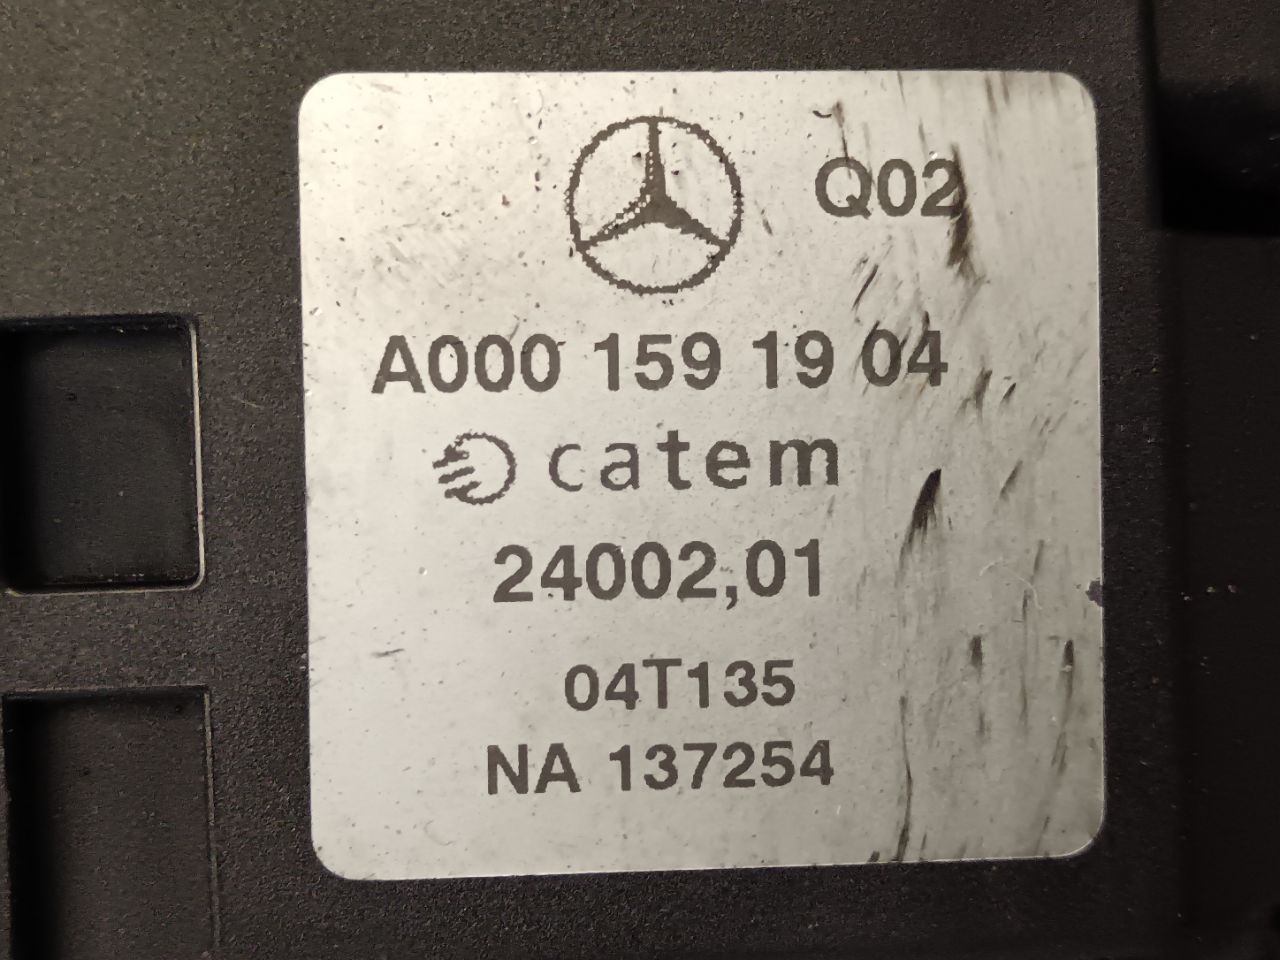 Q02
A000 159 19 04
catem
24002,01
04T135
NA 137254